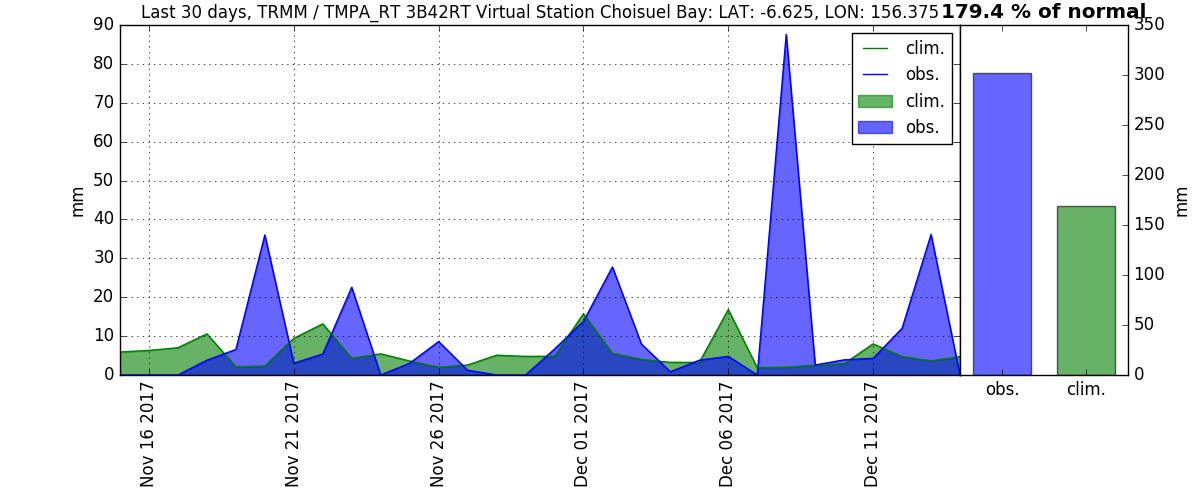 Last 30 days, TRMM / TMPA_RT 3B42RT Virtual Station Choisuel Bay: LAT: -6.625, LON: 156.375 179.4 % of normal
90
80
70
60
50
40
30
20
10
0
mm
clim.
obs.
clim.
obs.
Nov 16 2017
Nov 21 2017
Nov 26 2017
Dec 01 2017
Dec 06 2017
Dec 11 2017
350
300
250
200
150
100
50
0
mm
obs. clim.